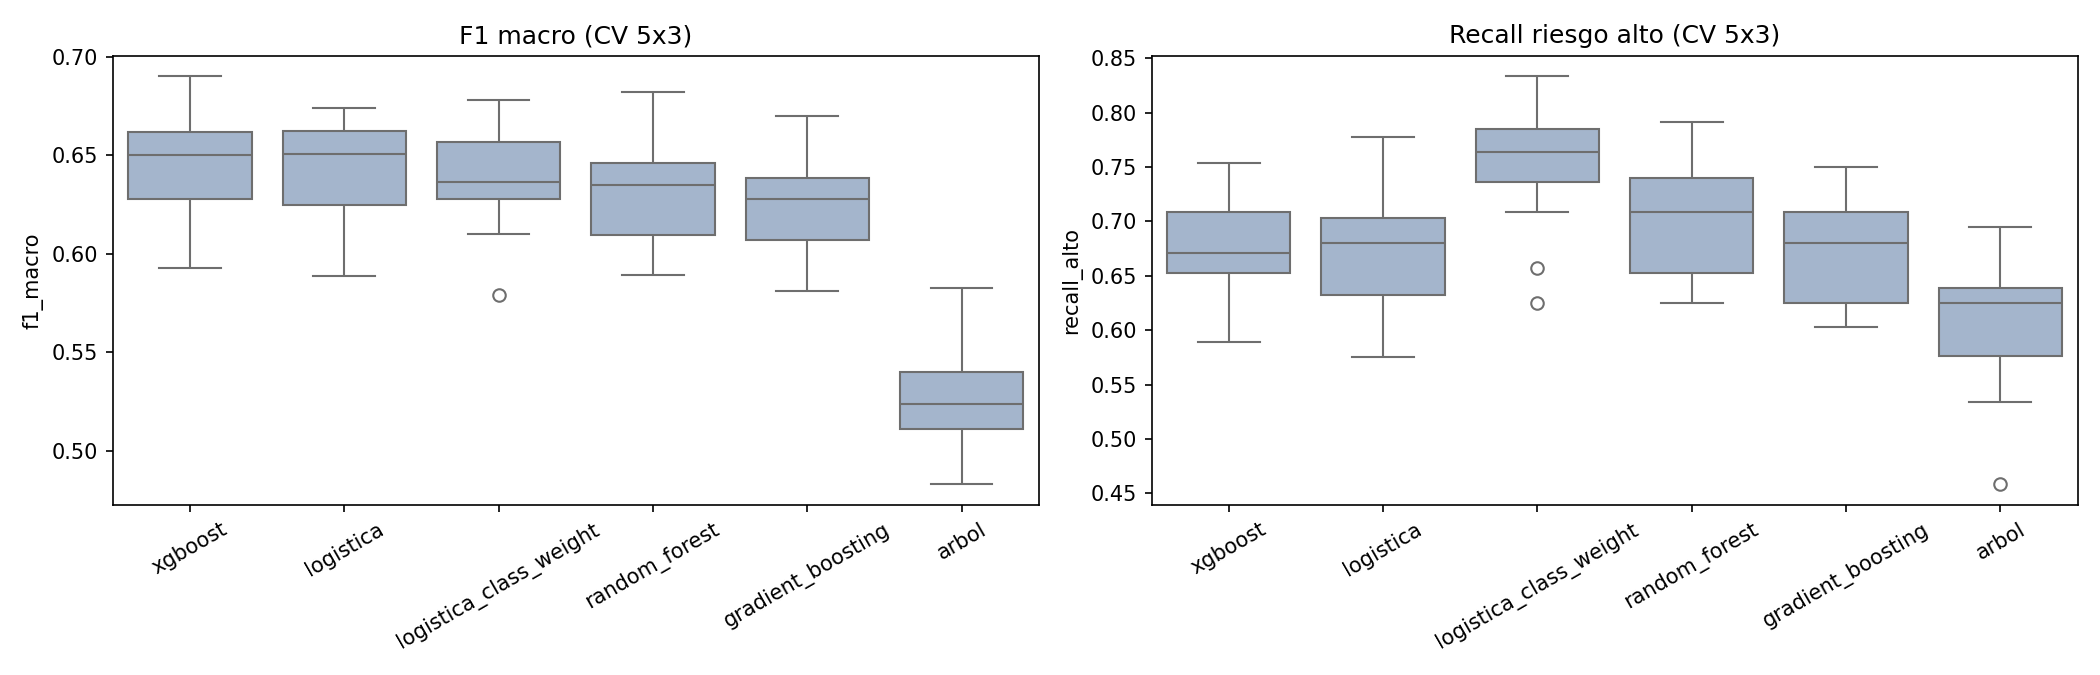 F1 macro (CV 5x3)
f1_macro
0.70
0.65
0.60
0.55
0.50
xgboost
logistica
logistica_class_weight
random_forest
gradient_boosting
arbol
Recall riesgo alto (CV 5x3)
recall_alto
0.85
0.80
0.75
0.70
0.65
0.60
0.55
0.50
0.45
xgboost
logistica
logistica_class_weight
random_forest
gradient_boosting
arbol